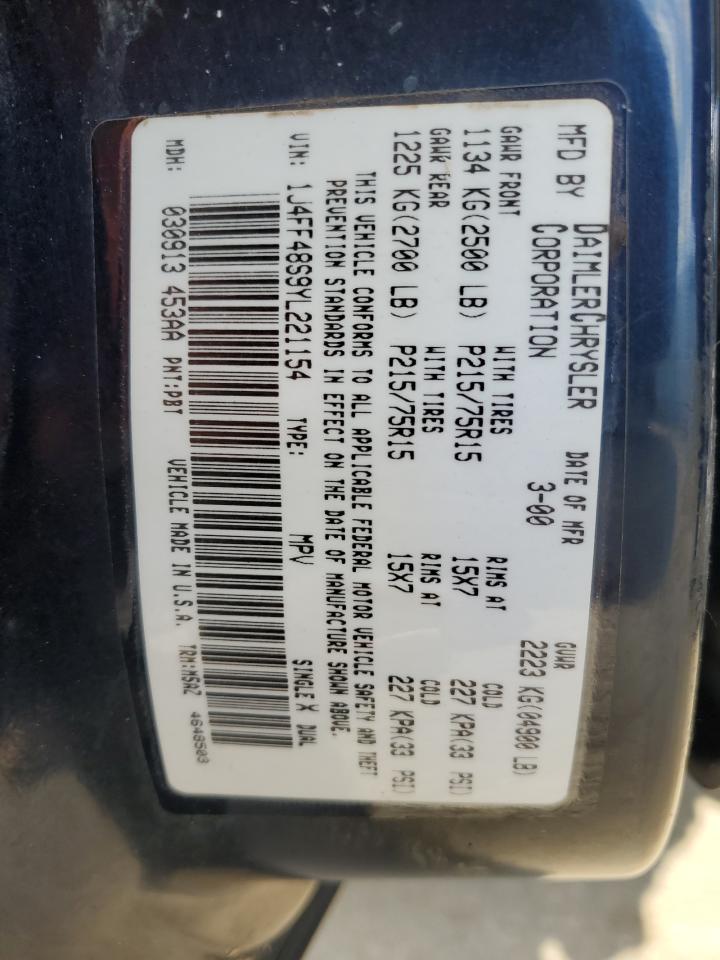 MFD BY DAIMLERCHRYSLER CORPORATION
DATE OF MFR 3-00
GVWR 2223 KG(04900 LB)
GAWR FRONT WITH TIRES RIMS AT COLD
1134 KG(2500 LB) P215/75R15 15X7 227 KPA(33 PSI)
GAWR REAR WITH TIRES RIMS AT COLD
1225 KG(2700 LB) P215/75R15 15X7 227 KPA(33 PSI)
THIS VEHICLE CONFORMS TO ALL APPLICABLE FEDERAL MOTOR VEHICLE SAFETY AND THEFT
PREVENTION STANDARDS IN EFFECT ON THE DATE OF MANUFACTURE SHOWN ABOVE.
VIN: 1J4FF48S9YL221154 TYPE: MPV SINGLE X DUAL
MDH: 030913 453AA PNT:PBT VEHICLE MADE IN U.S.A. TRM:MSAZ 4648503